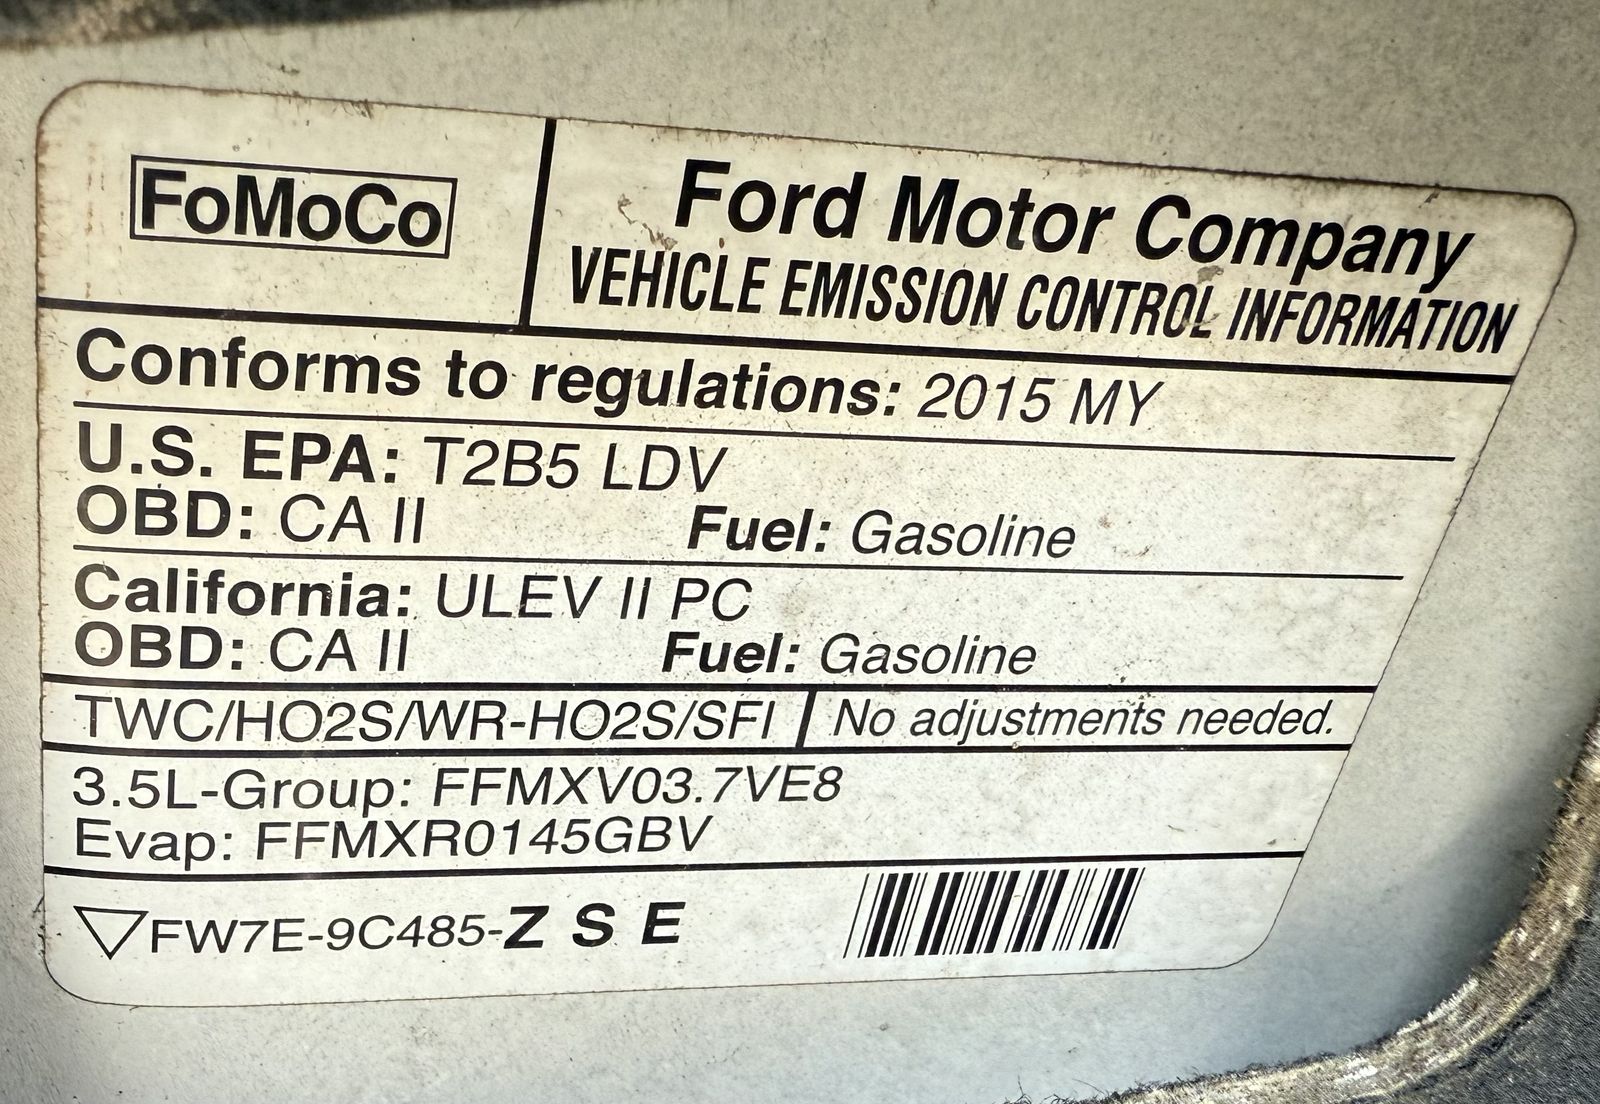 FoMoCo
Ford Motor Company
VEHICLE EMISSION CONTROL INFORMATION
Conforms to regulations: 2015 MY
U.S. EPA: T2B5 LDV
OBD: CA II Fuel: Gasoline
California: ULEV II PC
OBD: CA II Fuel: Gasoline
TWC/HO2S/WR-HO2S/SFI No adjustments needed.
3.5L-Group: FFMXV03.7VE8
Evap: FFMXR0145GBV
FW7E-9C485-Z S E